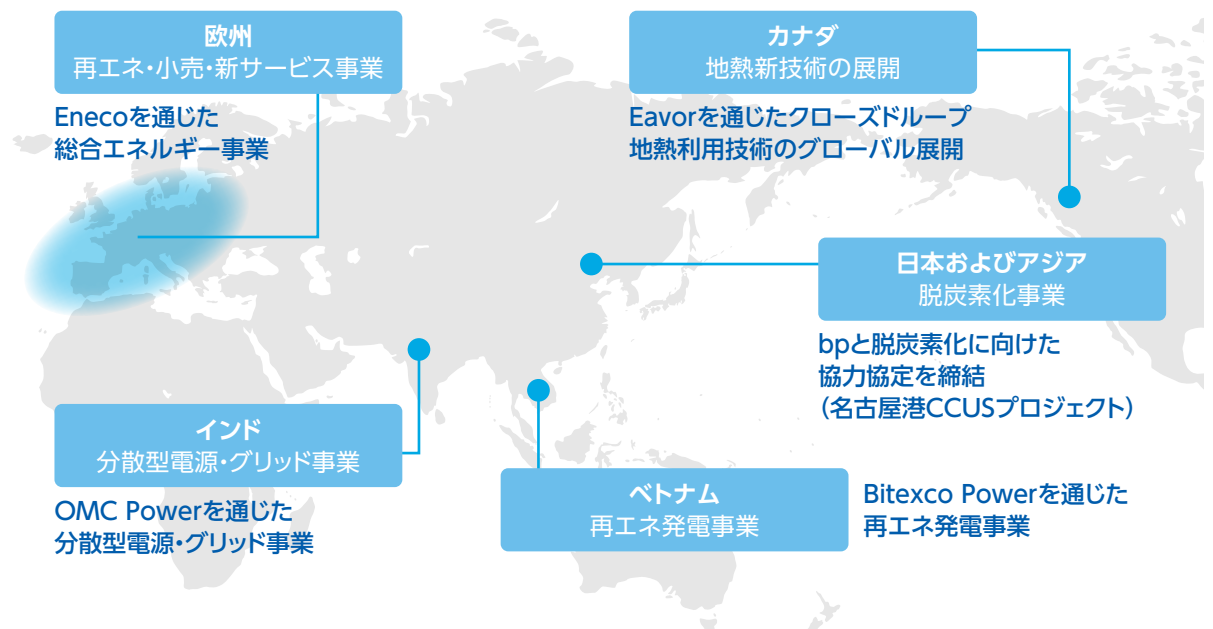 欧州
再エネ・小売・新サービス事業
Enecoを通じた
総合エネルギー事業
カナダ
地熱新技術の展開
Eavorを通じたクローズドループ
地熱利用技術のグローバル展開
日本およびアジア
脱炭素化事業
bpと脱炭素化に向けた
協力協定を締結
（名古屋港CCUSプロジェクト）
インド
分散型電源・グリッド事業
OMC Powerを通じた
分散型電源・グリッド事業
ベトナム
再エネ発電事業
Bitexco Powerを通じた
再エネ発電事業